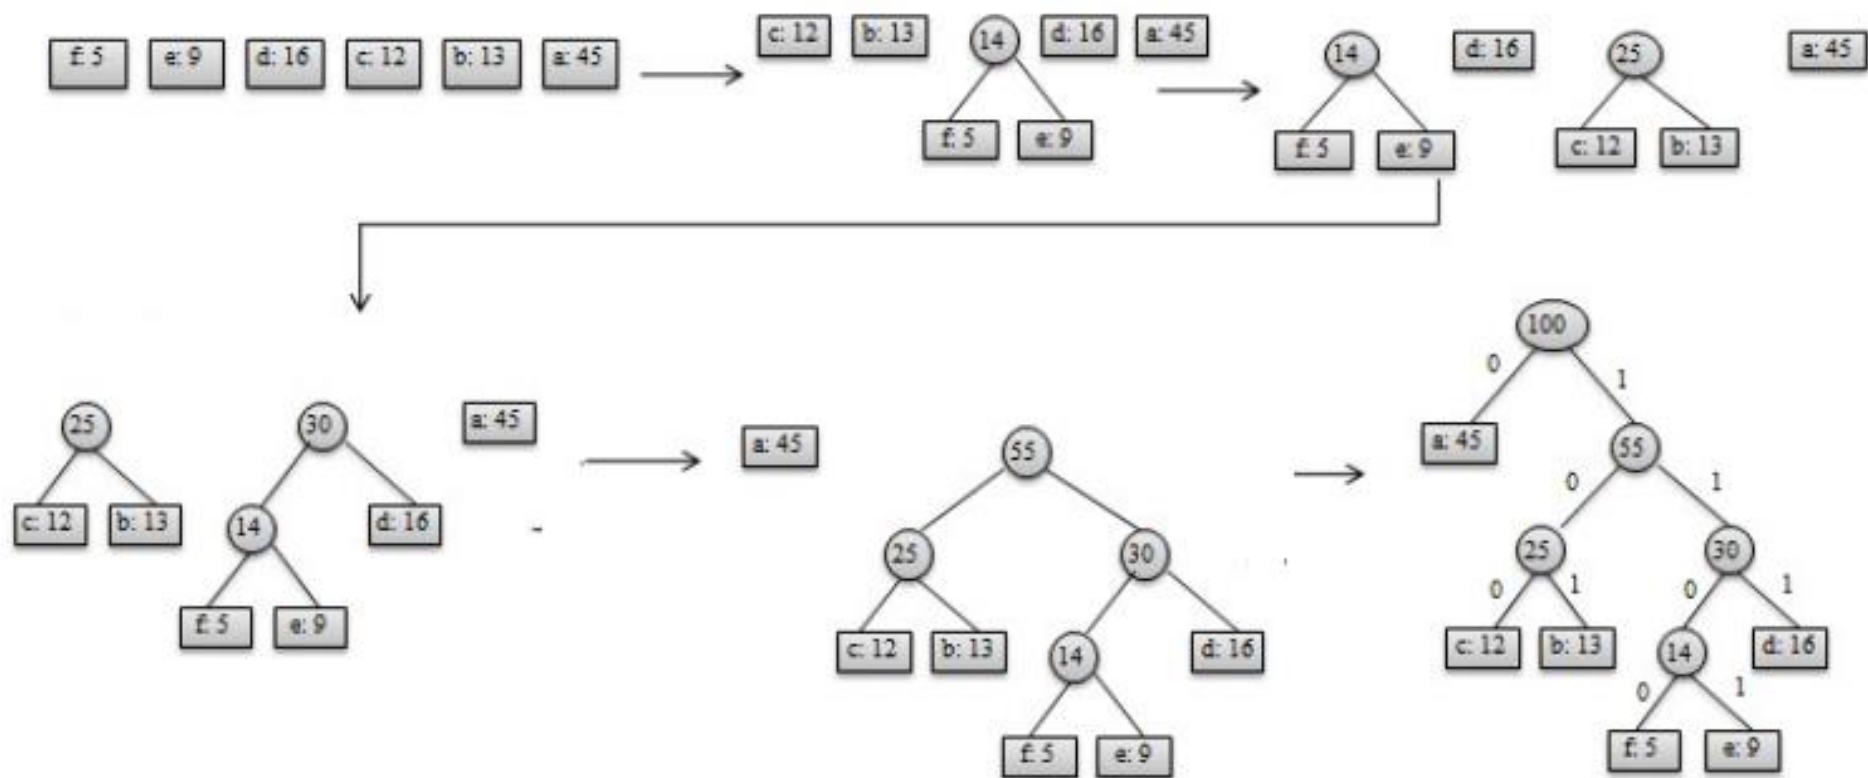 f: 5 e: 9 d: 16 c: 12 b: 13 a: 45
c: 12 b: 13 14 d: 16 a: 45
f: 5 e: 9
14 d: 16 25 a: 45
f: 5 e: 9 c: 12 b: 13
25 30 a: 45
c: 12 b: 13 14 d: 16
f: 5 e: 9
a: 45 55
25 30
c: 12 b: 13 14 d: 16
f: 5 e: 9
100
0 1
a: 45 55
0 1
25 30
0 1 0 1
c: 12 b: 13 14 d: 16
0 1
f: 5 e: 9